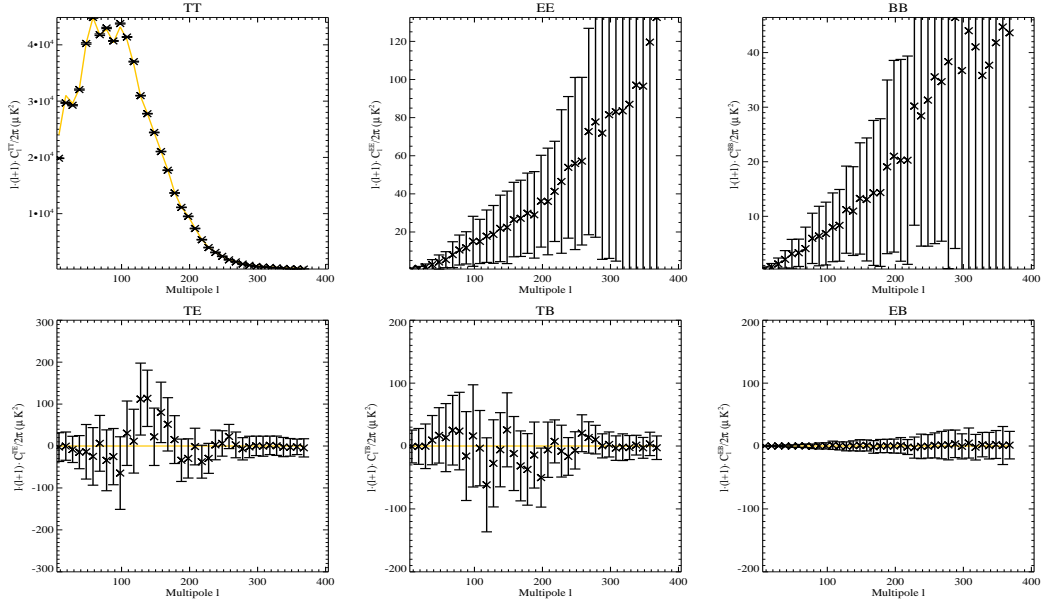 TT
l·(l+1)· C_l^TT/2π (μ K²)
4•10⁴
3•10⁴
2•10⁴
1•10⁴
100 200 300 400
Multipole l
EE
l·(l+1)· C_l^EE/2π (μ K²)
120
100
80
60
40
20
100 200 300 400
Multipole l
BB
l·(l+1)· C_l^BB/2π (μ K²)
40
30
20
10
100 200 300 400
Multipole l
TE
l·(l+1)· C_l^TE/2π (μ K²)
300
200
100
0
-100
-200
-300
100 200 300 400
Multipole l
TB
l·(l+1)· C_l^TB/2π (μ K²)
200
100
0
-100
-200
100 200 300 400
Multipole l
EB
l·(l+1)· C_l^EB/2π (μ K²)
200
100
0
-100
-200
100 200 300 400
Multipole l